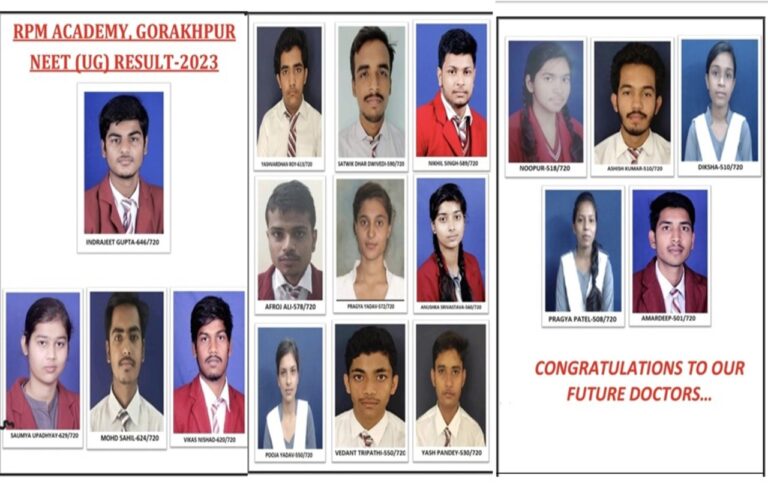 RPM ACADEMY, GORAKHPUR
NEET (UG) RESULT-2023
INDRAJEET GUPTA-646/720
SAUMYA UPADHYAY-629/720
MOHD SAHIL-624/720
VIKAS NISHAD-620/720
YASHVARDHAN ROY-613/720
SATWIK DHAR DWIVEDI-590/720
NIKHIL SINGH-589/720
AFROJ ALI-578/720
PRAGYA YADAV-572/720
ANUSHKA SRIVASTAVA-560/720
POOJA YADAV-550/720
VEDANT TRIPATHI-550/720
YASH PANDEY-530/720
NOOPUR-518/720
ASHISH KUMAR-510/720
DIKSHA-510/720
PRAGYA PATEL-508/720
AMARDEEP-501/720
CONGRATULATIONS TO OUR
FUTURE DOCTORS...